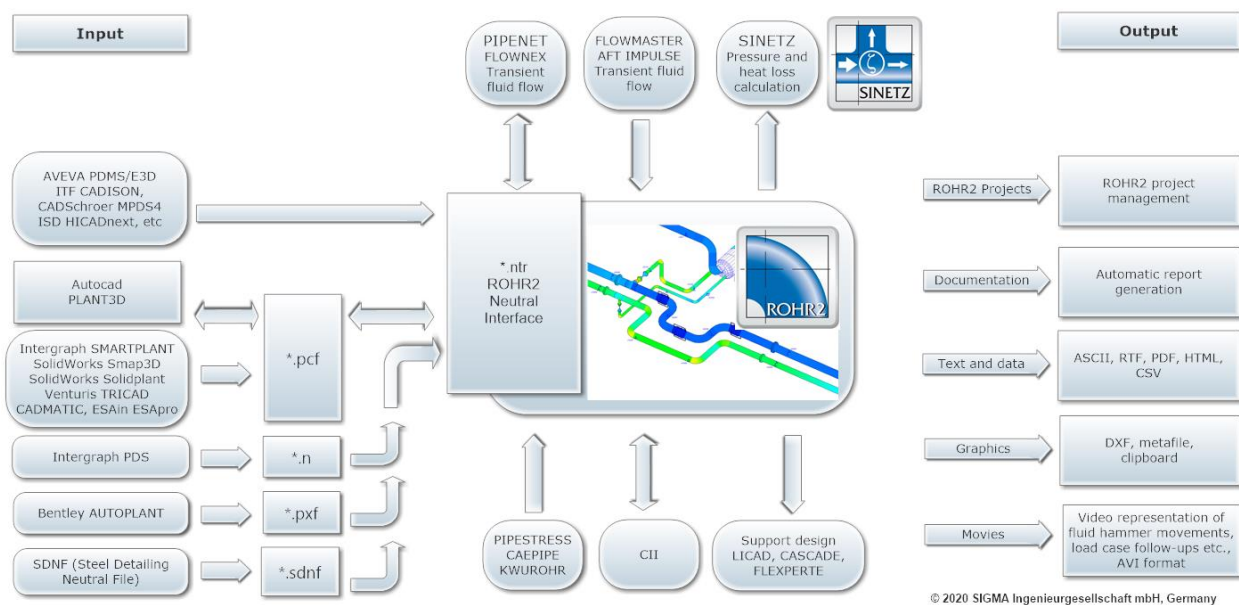 Input
PIPENET
FLOWNEX
Transient
fluid flow
FLOWMASTER
AFT IMPULSE
Transient fluid
flow
SINETZ
Pressure and
heat loss
calculation
ζ
SINETZ
Output
AVEVA PDMS/E3D
ITF CADISON,
CADSchroer MPDS4
ISD HICADnext, etc
Autocad
PLANT3D
Intergraph SMARTPLANT
SolidWorks Smap3D
SolidWorks Solidplant
Venturis TRICAD
CADMATIC, ESAin ESApro
Intergraph PDS
Bentley AUTOPLANT
SDNF (Steel Detailing
Neutral File)
*.pcf
*.n
*.pxf
*.sdnf
*.ntr
ROHR2
Neutral
Interface
ROHR2
PIPESTRESS
CAEPIPE
KWUROHR
CII
Support design
LICAD, CASCADE,
FLEXPERTE
ROHR2 Projects
ROHR2 project
management
Documentation
Automatic report
generation
Text and data
ASCII, RTF, PDF, HTML,
CSV
Graphics
DXF, metafile,
clipboard
Movies
Video representation of
fluid hammer movements,
load case follow-ups etc.,
AVI format
© 2020 SIGMA Ingenieurgesellschaft mbH, Germany